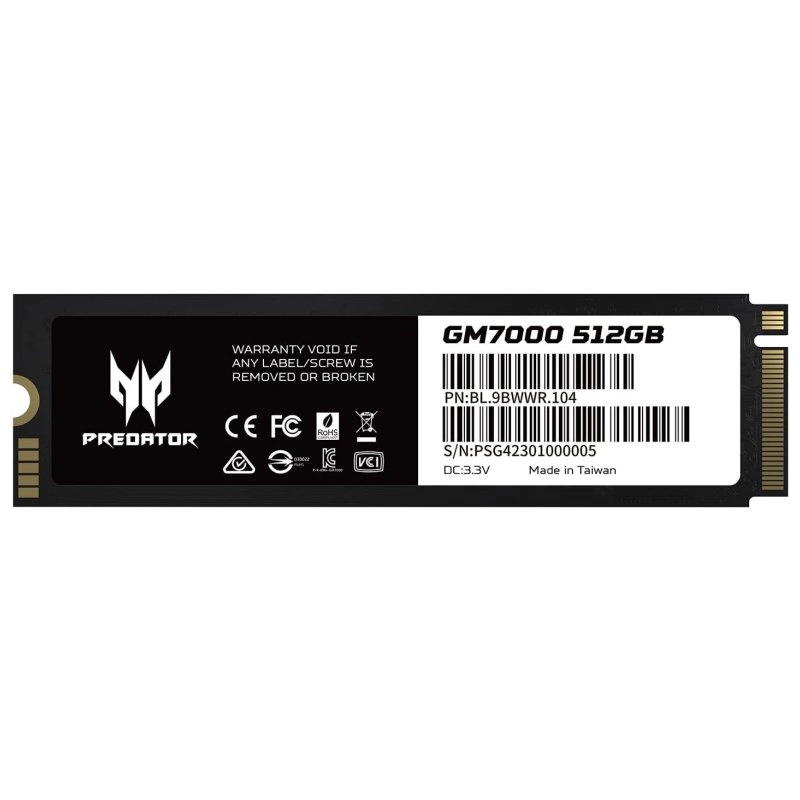 PREDATOR
WARRANTY VOID IF
ANY LABEL/SCREW IS
REMOVED OR BROKEN
CE FC RoHS
VCI
GM7000 512GB
PN:BL.9BWWR.104
S/N:PSG42301000005
DC:3.3V Made in Taiwan